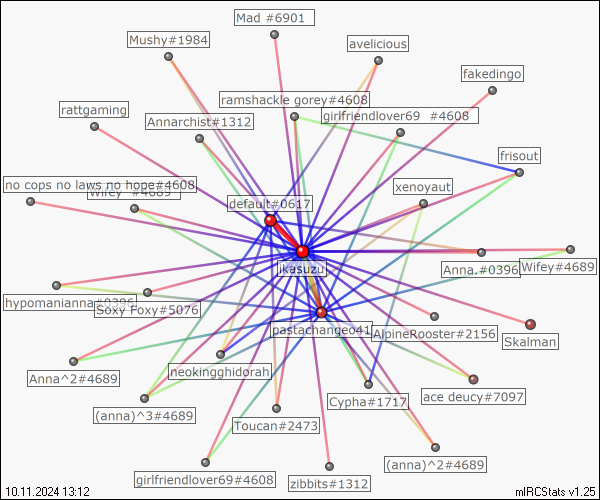 Mad #6901
Mushy#1984
avelicious
fakedingo
ramshackle gorey#4608
rattgaming
girlfriendlover69 #4608
Annarchist#1312
frisout
no cops no laws no hope#4608
xenoyaut
Wifey #4689
default#0617
ikasuzu
Anna.#0396
Wifey#4689
hypomanianna#0396
Soxy Foxy#5076
pastachangeo41
AlpineRooster#2156
Skalman
neokingghidorah
Anna^2#4689
ace deucy#7097
Cypha#1717
(anna)^3#4689
Toucan#2473
(anna)^2#4689
girlfriendlover69#4608
zibbits#1312
10.11.2024 13:12
mIRCStats v1.25